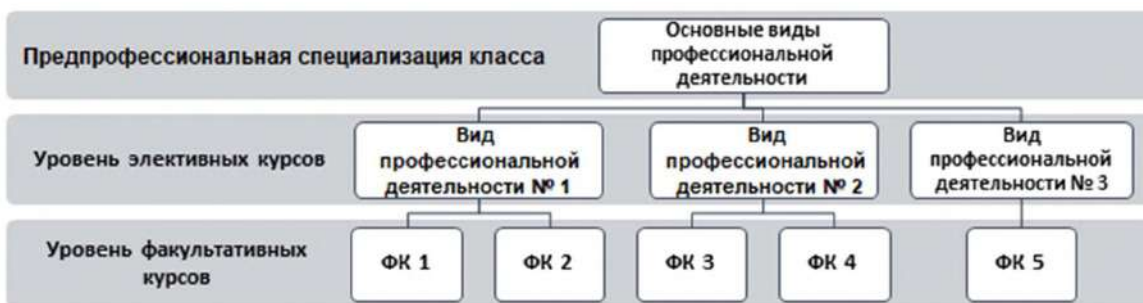 Предпрофессиональная специализация класса
Основные виды
профессиональной
деятельности
Уровень элективных курсов
Вид
профессиональной
деятельности № 1
Вид
профессиональной
деятельности № 2
Вид
профессиональной
деятельности № 3
Уровень факультативных
курсов
ФК 1
ФК 2
ФК 3
ФК 4
ФК 5